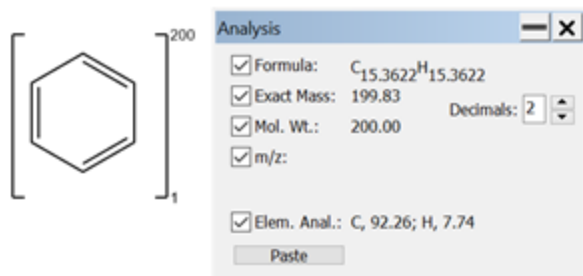 200
1
Analysis
Formula: C15.3622H15.3622
Exact Mass: 199.83
Decimals: 2
Mol. Wt.: 200.00
m/z:
Elem. Anal.: C, 92.26; H, 7.74
Paste